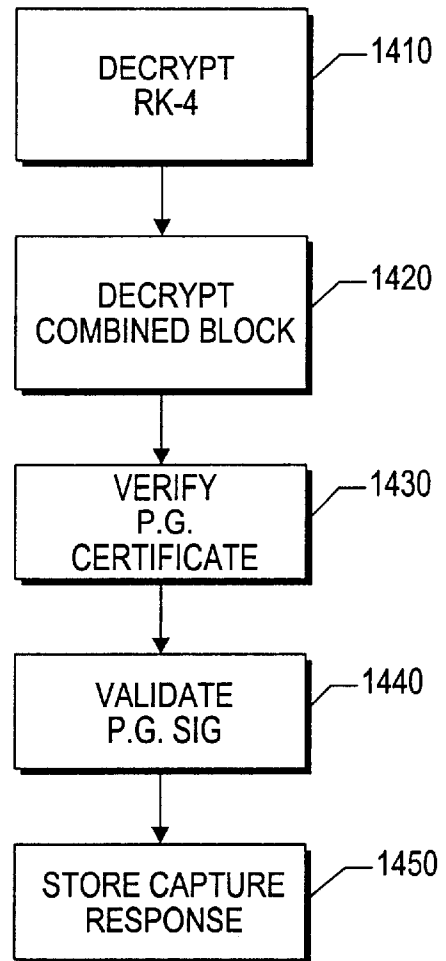 DECRYPT
RK-4
1410
DECRYPT
COMBINED BLOCK
1420
VERIFY
P.G.
CERTIFICATE
1430
VALIDATE
P.G. SIG
1440
STORE CAPTURE
RESPONSE
1450